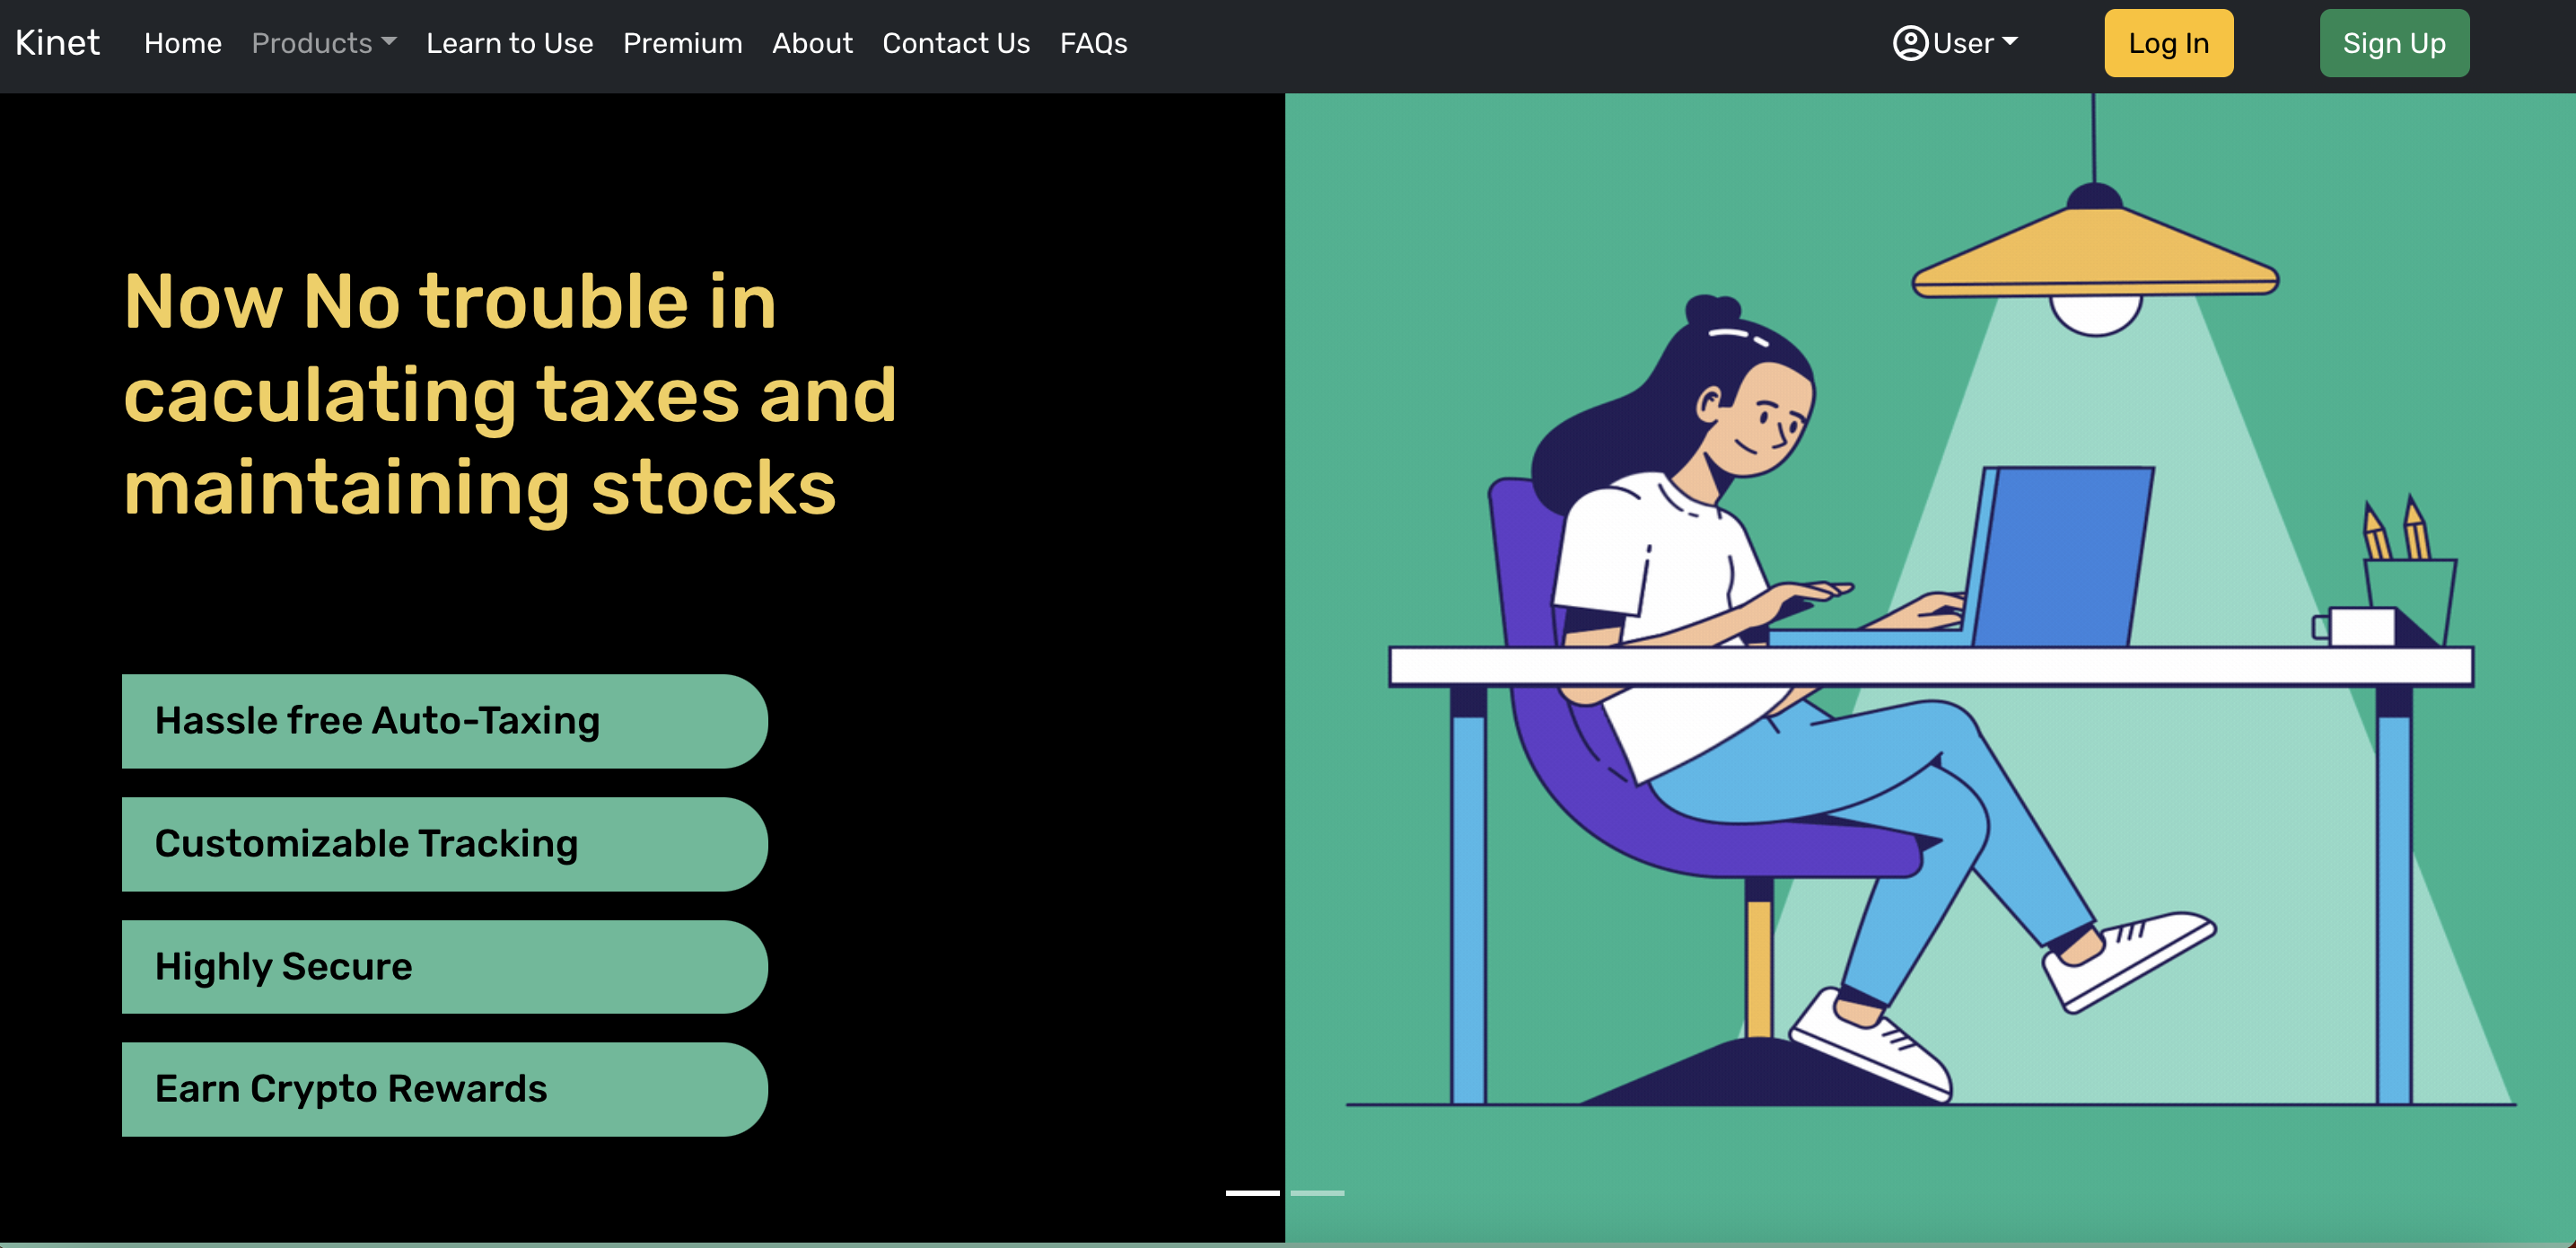 Kinet Home Products Learn to Use Premium About Contact Us FAQs User Log In Sign Up
Now No trouble in
caculating taxes and
maintaining stocks
Hassle free Auto-Taxing
Customizable Tracking
Highly Secure
Earn Crypto Rewards